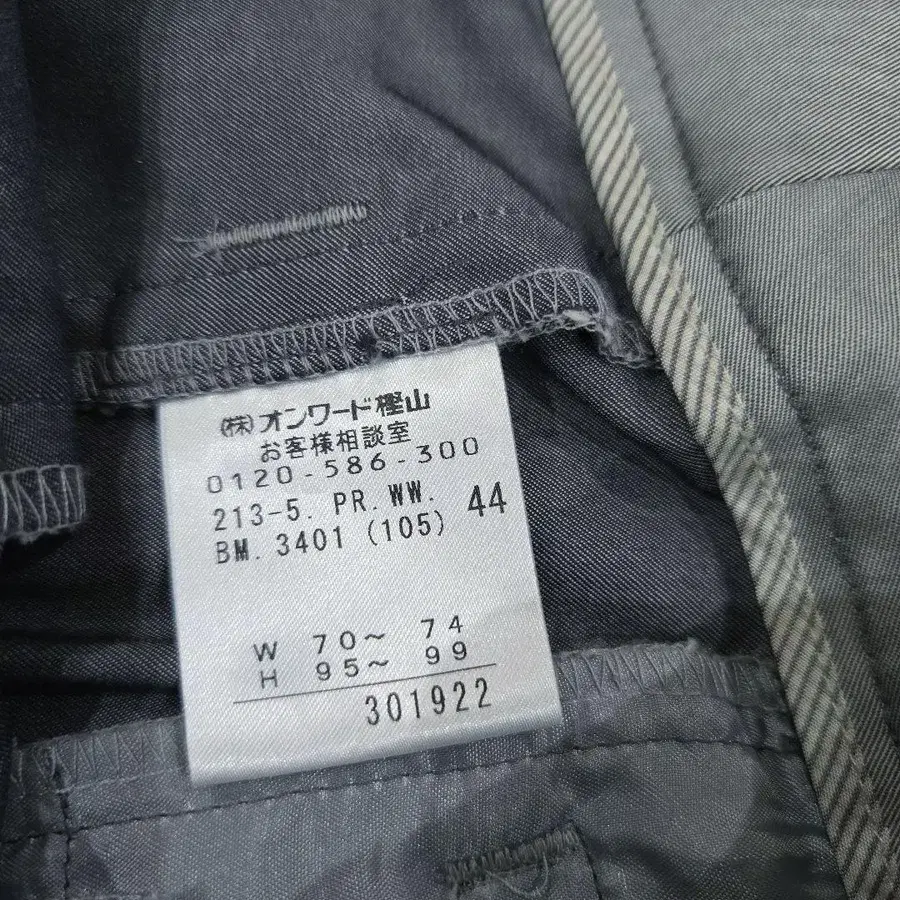 (株)オンワード樫山
お客様相談室
0120-586-300
213-5. PR. WW.
BM. 3401 (105) 44
W 70~ 74
H 95~ 99
301922